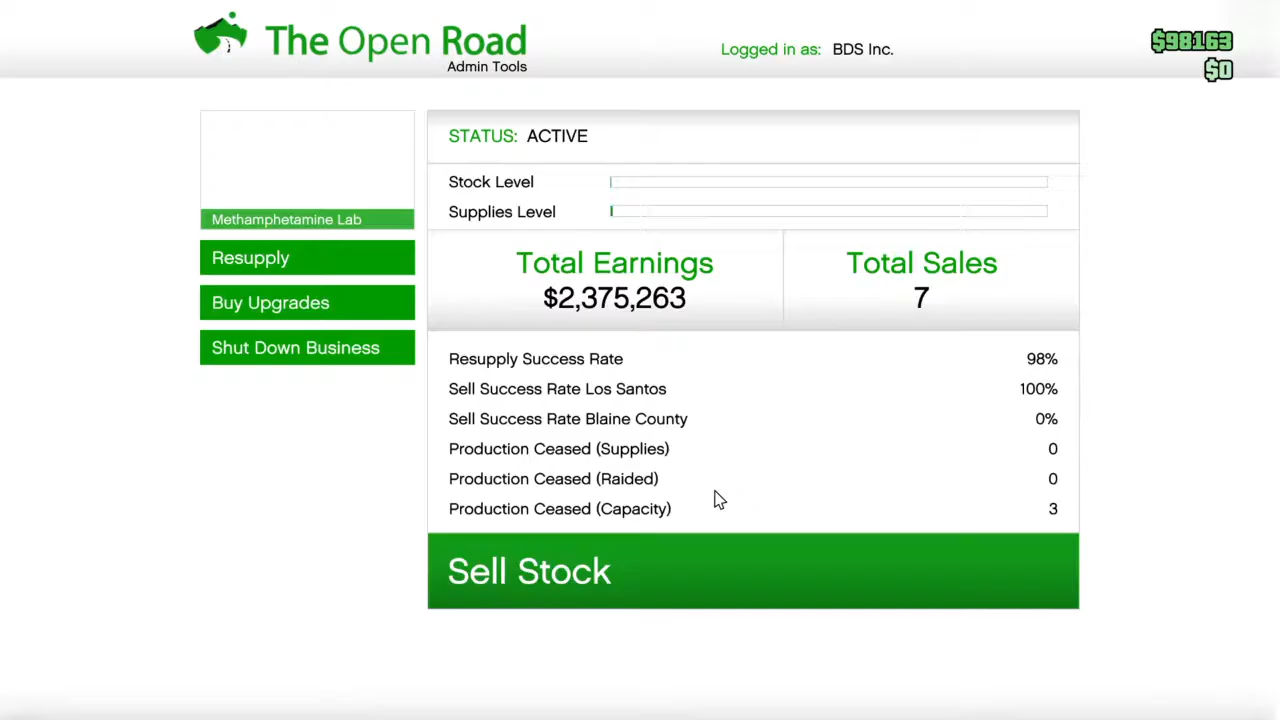 The Open Road
Admin Tools
Logged in as: BDS Inc.
$98163
$0
Methamphetamine Lab
Resupply
Buy Upgrades
Shut Down Business
STATUS: ACTIVE
Stock Level
Supplies Level
Total Earnings
$2,375,263
Total Sales
7
Resupply Success Rate 98%
Sell Success Rate Los Santos 100%
Sell Success Rate Blaine County 0%
Production Ceased (Supplies) 0
Production Ceased (Raided) 0
Production Ceased (Capacity) 3
Sell Stock